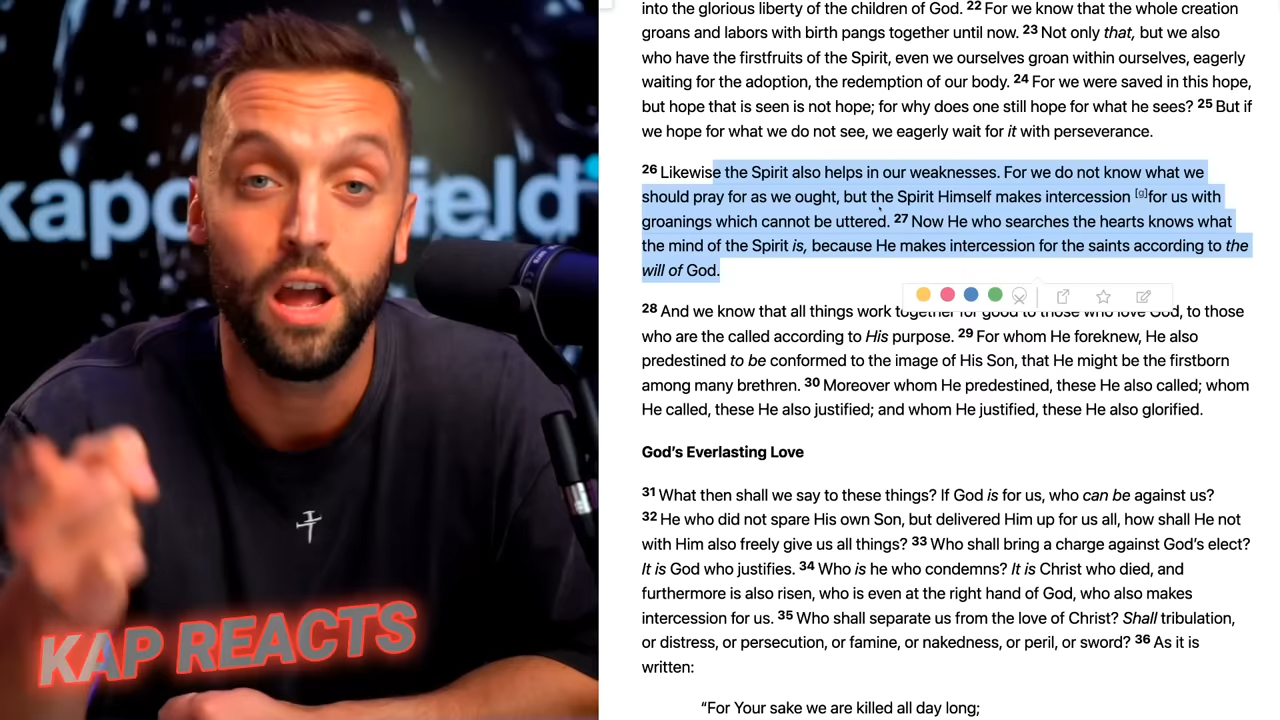 kapo field
KAP REACTS
into the glorious liberty of the children of God. 22 For we know that the whole creation
groans and labors with birth pangs together until now. 23 Not only that, but we also
who have the firstfruits of the Spirit, even we ourselves groan within ourselves, eagerly
waiting for the adoption, the redemption of our body. 24 For we were saved in this hope,
but hope that is seen is not hope; for why does one still hope for what he sees? 25 But if
we hope for what we do not see, we eagerly wait for it with perseverance.
26 Likewise the Spirit also helps in our weaknesses. For we do not know what we
should pray for as we ought, but the Spirit Himself makes intercession [g]for us with
groanings which cannot be uttered. 27 Now He who searches the hearts knows what
the mind of the Spirit is, because He makes intercession for the saints according to the
will of God.
28 And we know that all things work together for good to those who love God, to those
who are the called according to His purpose. 29 For whom He foreknew, He also
predestined to be conformed to the image of His Son, that He might be the firstborn
among many brethren. 30 Moreover whom He predestined, these He also called; whom
He called, these He also justified; and whom He justified, these He also glorified.
God's Everlasting Love
31 What then shall we say to these things? If God is for us, who can be against us?
32 He who did not spare His own Son, but delivered Him up for us all, how shall He not
with Him also freely give us all things? 33 Who shall bring a charge against God's elect?
It is God who justifies. 34 Who is he who condemns? It is Christ who died, and
furthermore is also risen, who is even at the right hand of God, who also makes
intercession for us. 35 Who shall separate us from the love of Christ? Shall tribulation,
or distress, or persecution, or famine, or nakedness, or peril, or sword? 36 As it is
written:
“For Your sake we are killed all day long;